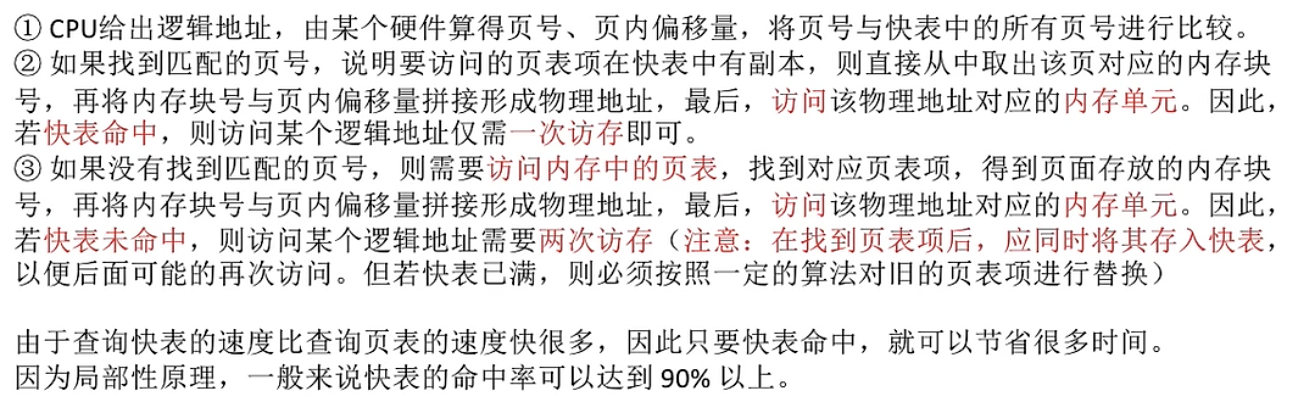 ① CPU给出逻辑地址，由某个硬件算得页号、页内偏移量，将页号与快表中的所有页号进行比较。
② 如果找到匹配的页号，说明要访问的页表项在快表中有副本，则直接从中取出该页对应的内存块
号，再将内存块号与页内偏移量拼接形成物理地址，最后，访问该物理地址对应的内存单元。因此，
若快表命中，则访问某个逻辑地址仅需一次访存即可。
③ 如果没有找到匹配的页号，则需要访问内存中的页表，找到对应页表项，得到页面存放的内存块
号，再将内存块号与页内偏移量拼接形成物理地址，最后，访问该物理地址对应的内存单元。因此，
若快表未命中，则访问某个逻辑地址需要两次访存（注意：在找到页表项后，应同时将其存入快表，
以便后面可能的再次访问。但若快表已满，则必须按照一定的算法对旧的页表项进行替换）
由于查询快表的速度比查询页表的速度快很多，因此只要快表命中，就可以节省很多时间。
因为局部性原理，一般来说快表的命中率可以达到 90% 以上。